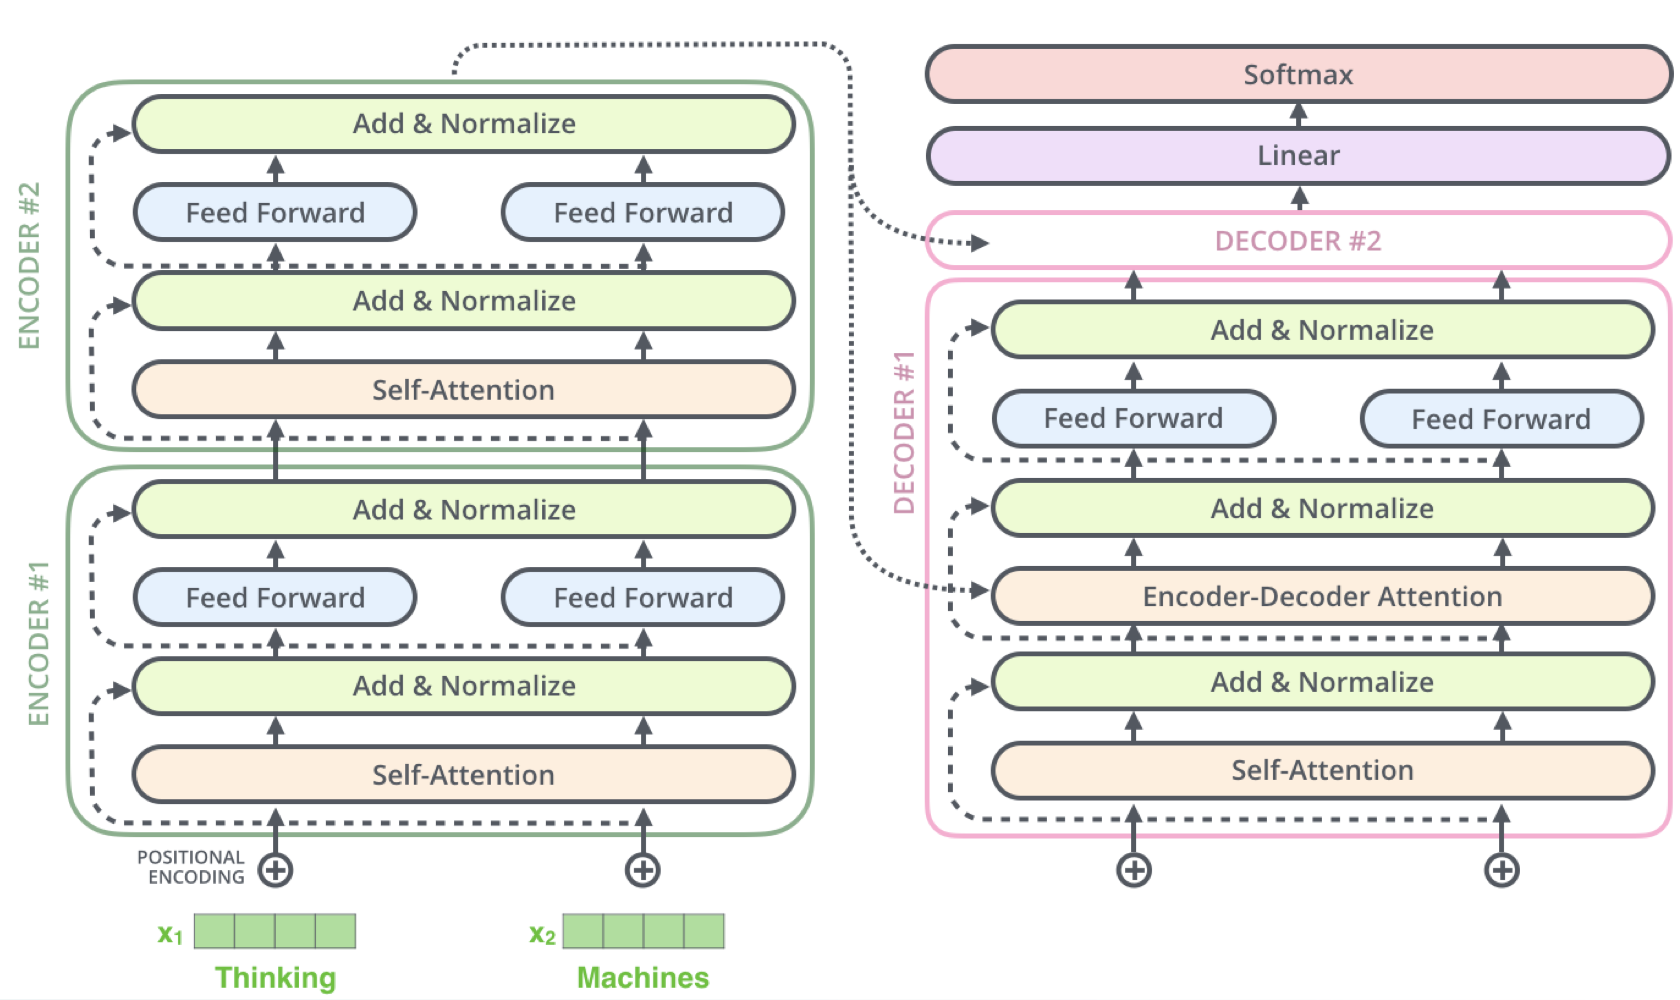 ENCODER #2
Add & Normalize
Feed Forward
Feed Forward
Add & Normalize
Self-Attention
ENCODER #1
Add & Normalize
Feed Forward
Feed Forward
Add & Normalize
Self-Attention
POSITIONAL
ENCODING
x1
x2
Thinking
Machines
Softmax
Linear
DECODER #2
DECODER #1
Add & Normalize
Feed Forward
Feed Forward
Add & Normalize
Encoder-Decoder Attention
Add & Normalize
Self-Attention